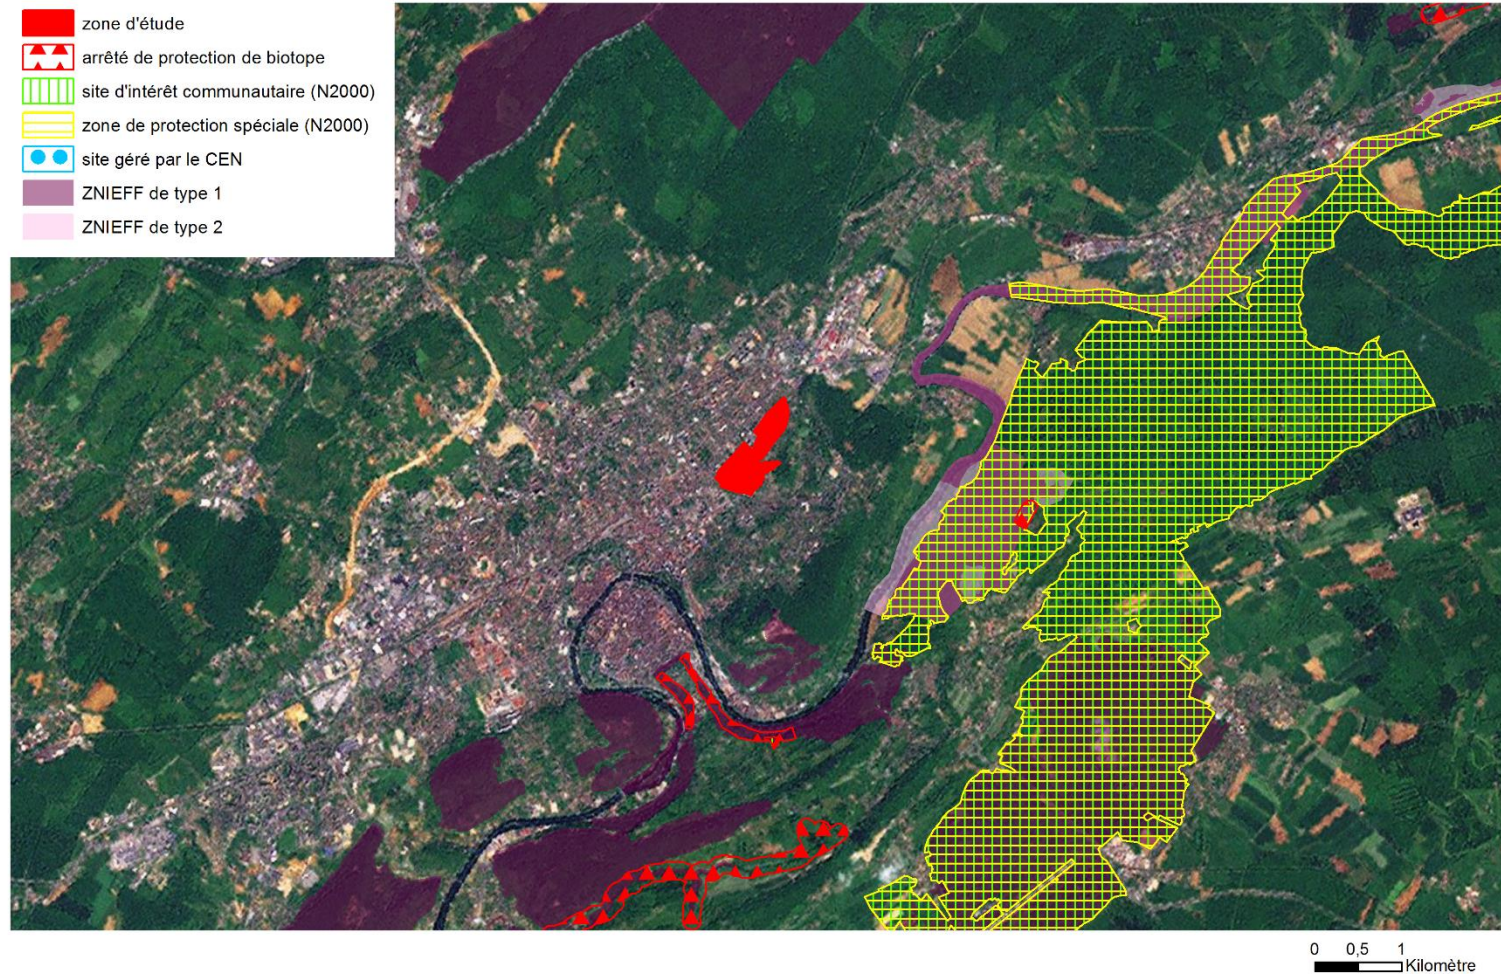 zone d'étude
arrêté de protection de biotope
site d'intérêt communautaire (N2000)
zone de protection spéciale (N2000)
site géré par le CEN
ZNIEFF de type 1
ZNIEFF de type 2
0 0,5 1
Kilomètre